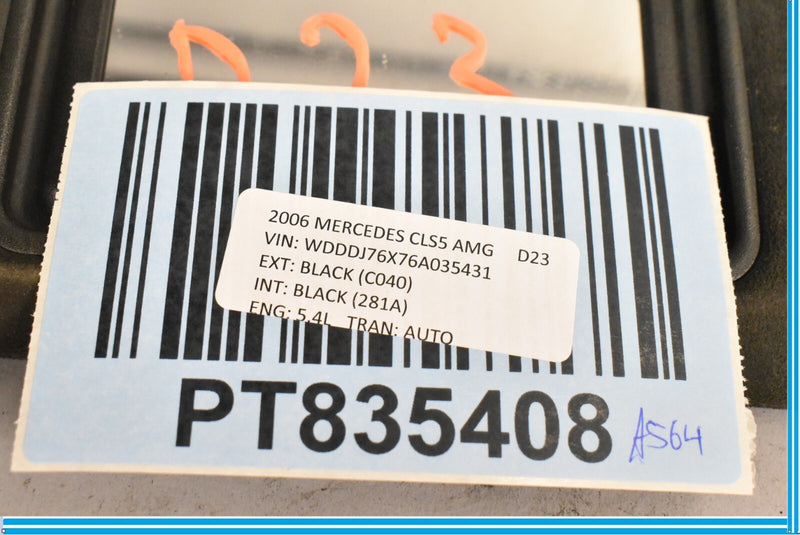 D23
2006 MERCEDES CLS5 AMG D23
VIN: WDDDJ76X76A035431
EXT: BLACK (C040)
INT: BLACK (281A)
ENG: 5.4L TRAN: AUTO
PT835408
A564